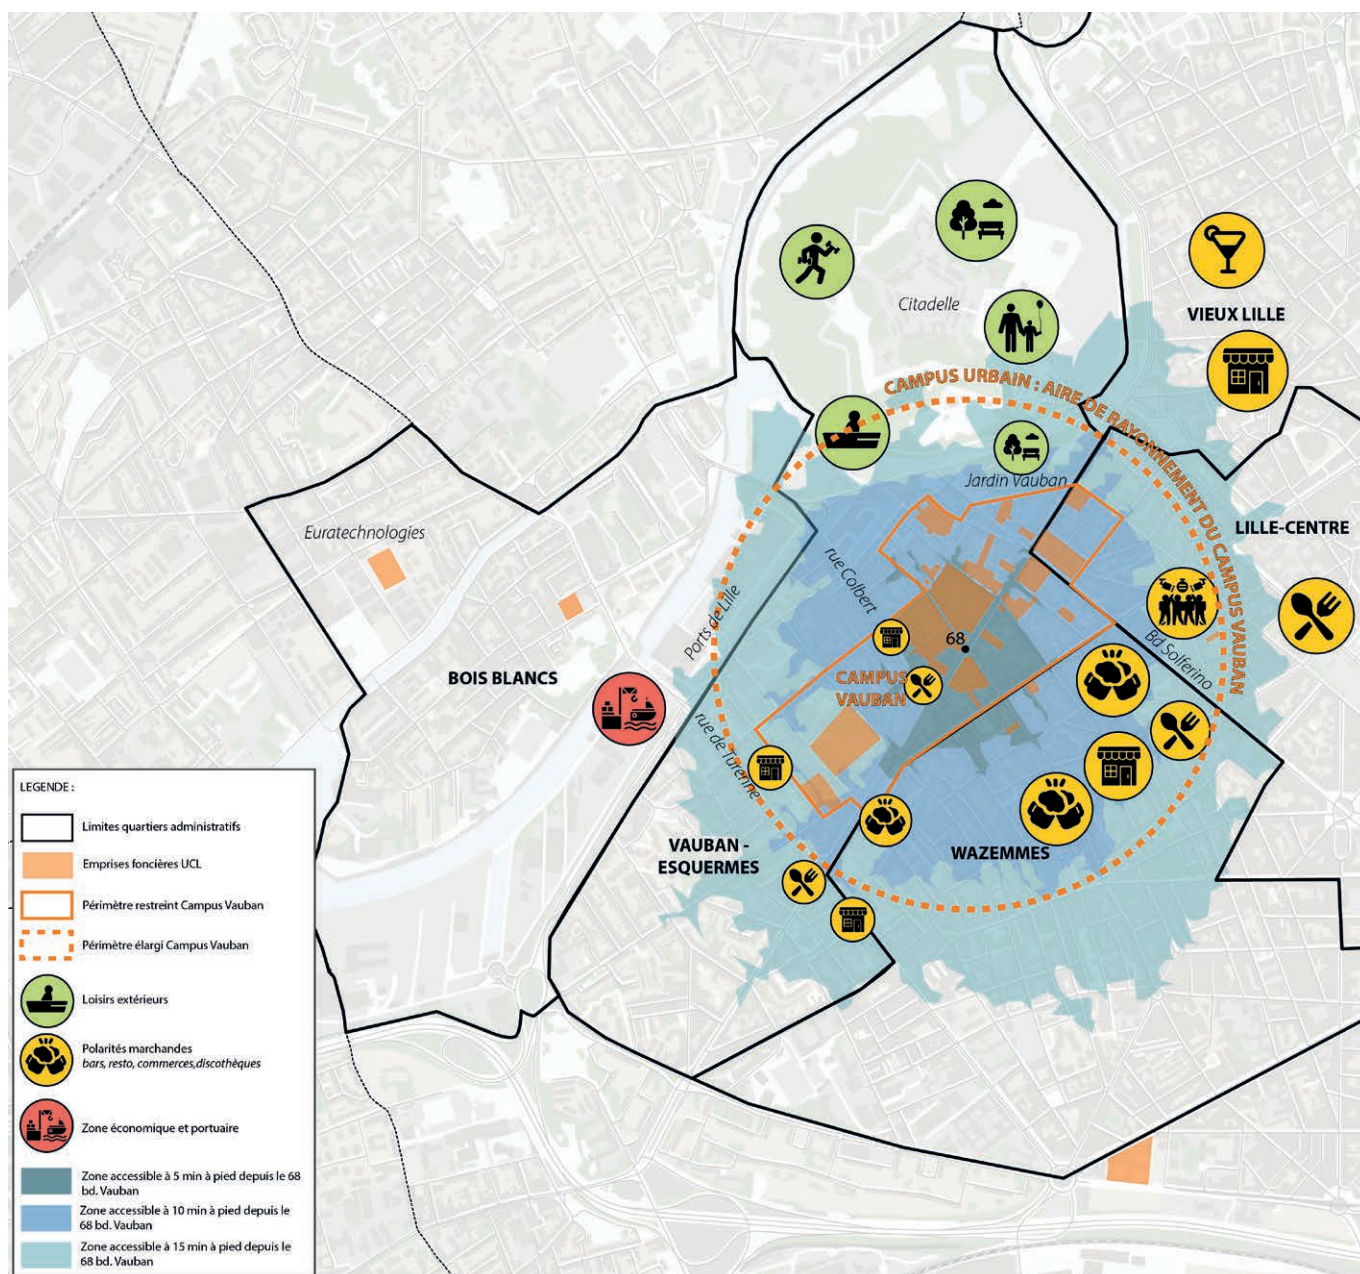 Citadelle
VIEUX LILLE
CAMPUS URBAIN : AIRE DE RAYONNEMENT DU CAMPUS VAUBAN
Jardin Vauban
Euratechnologies
LILLE-CENTRE
rue Colbert
Ports de Lille
68
Bd Solferino
BOIS BLANCS
CAMPUS
VAUBAN
rue de Turenne
VAUBAN -
ESQUERMES
WAZEMMES
LEGENDE :
Limites quartiers administratifs
Emprises foncières UCL
Périmètre restreint Campus Vauban
Périmètre élargi Campus Vauban
Loisirs extérieurs
Polarités marchandes
bars, resto, commerces,discothèques
Zone économique et portuaire
Zone accessible à 5 min à pied depuis le 68
bd. Vauban
Zone accessible à 10 min à pied depuis le
68 bd. Vauban
Zone accessible à 15 min à pied depuis le
68 bd. Vauban